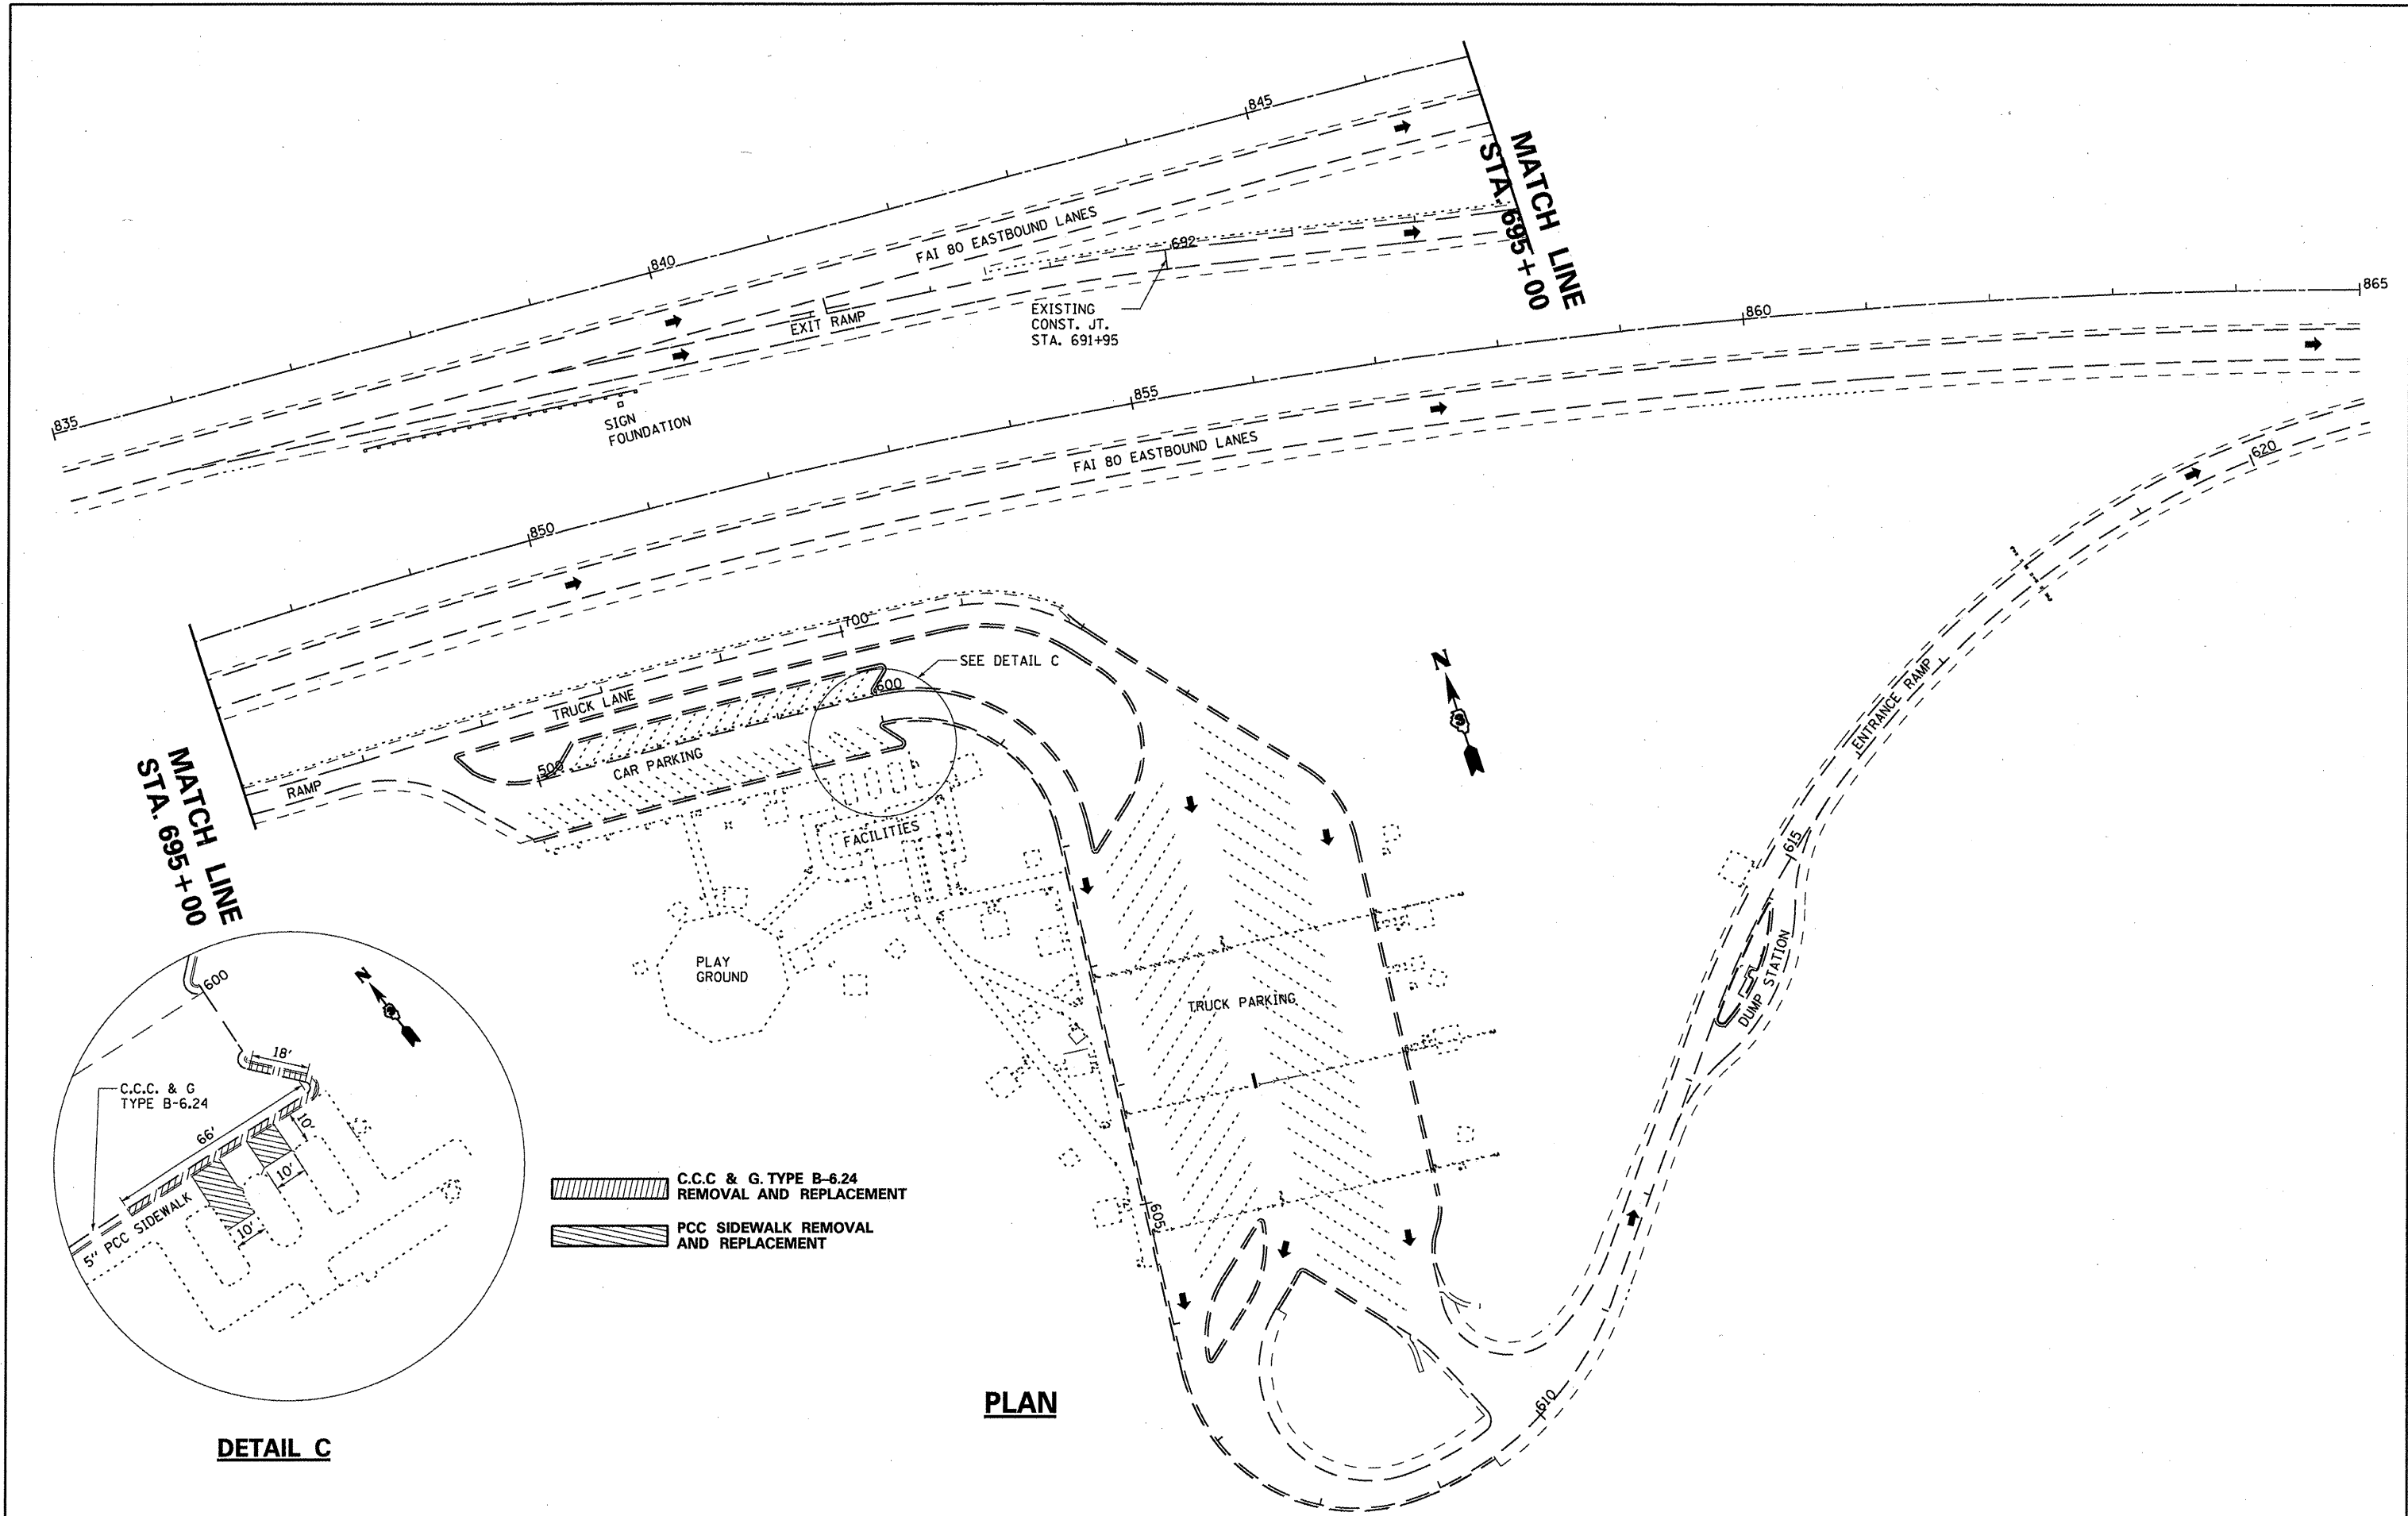 845
MATCH LINE
STA. 695+00
840
FAI 80 EASTBOUND LANES
692
EXIT RAMP
EXISTING
CONST. JT.
STA. 691+95
865
860
835
SIGN
FOUNDATION
855
FAI 80 EASTBOUND LANES
620
850
700
SEE DETAIL C
N
TRUCK LANE
600
ENTRANCE RAMP
500
CAR PARKING
RAMP
MATCH LINE
STA. 695+00
FACILITIES
615
PLAY
GROUND
DUMP STATION
TRUCK PARKING
600
N
18'
C.C.C. & G
TYPE B-6.24
66'
10'
10'
10'
5" PCC SIDEWALK
C.C.C & G. TYPE B-6.24
REMOVAL AND REPLACEMENT
PCC SIDEWALK REMOVAL
AND REPLACEMENT
605
610
PLAN
DETAIL C